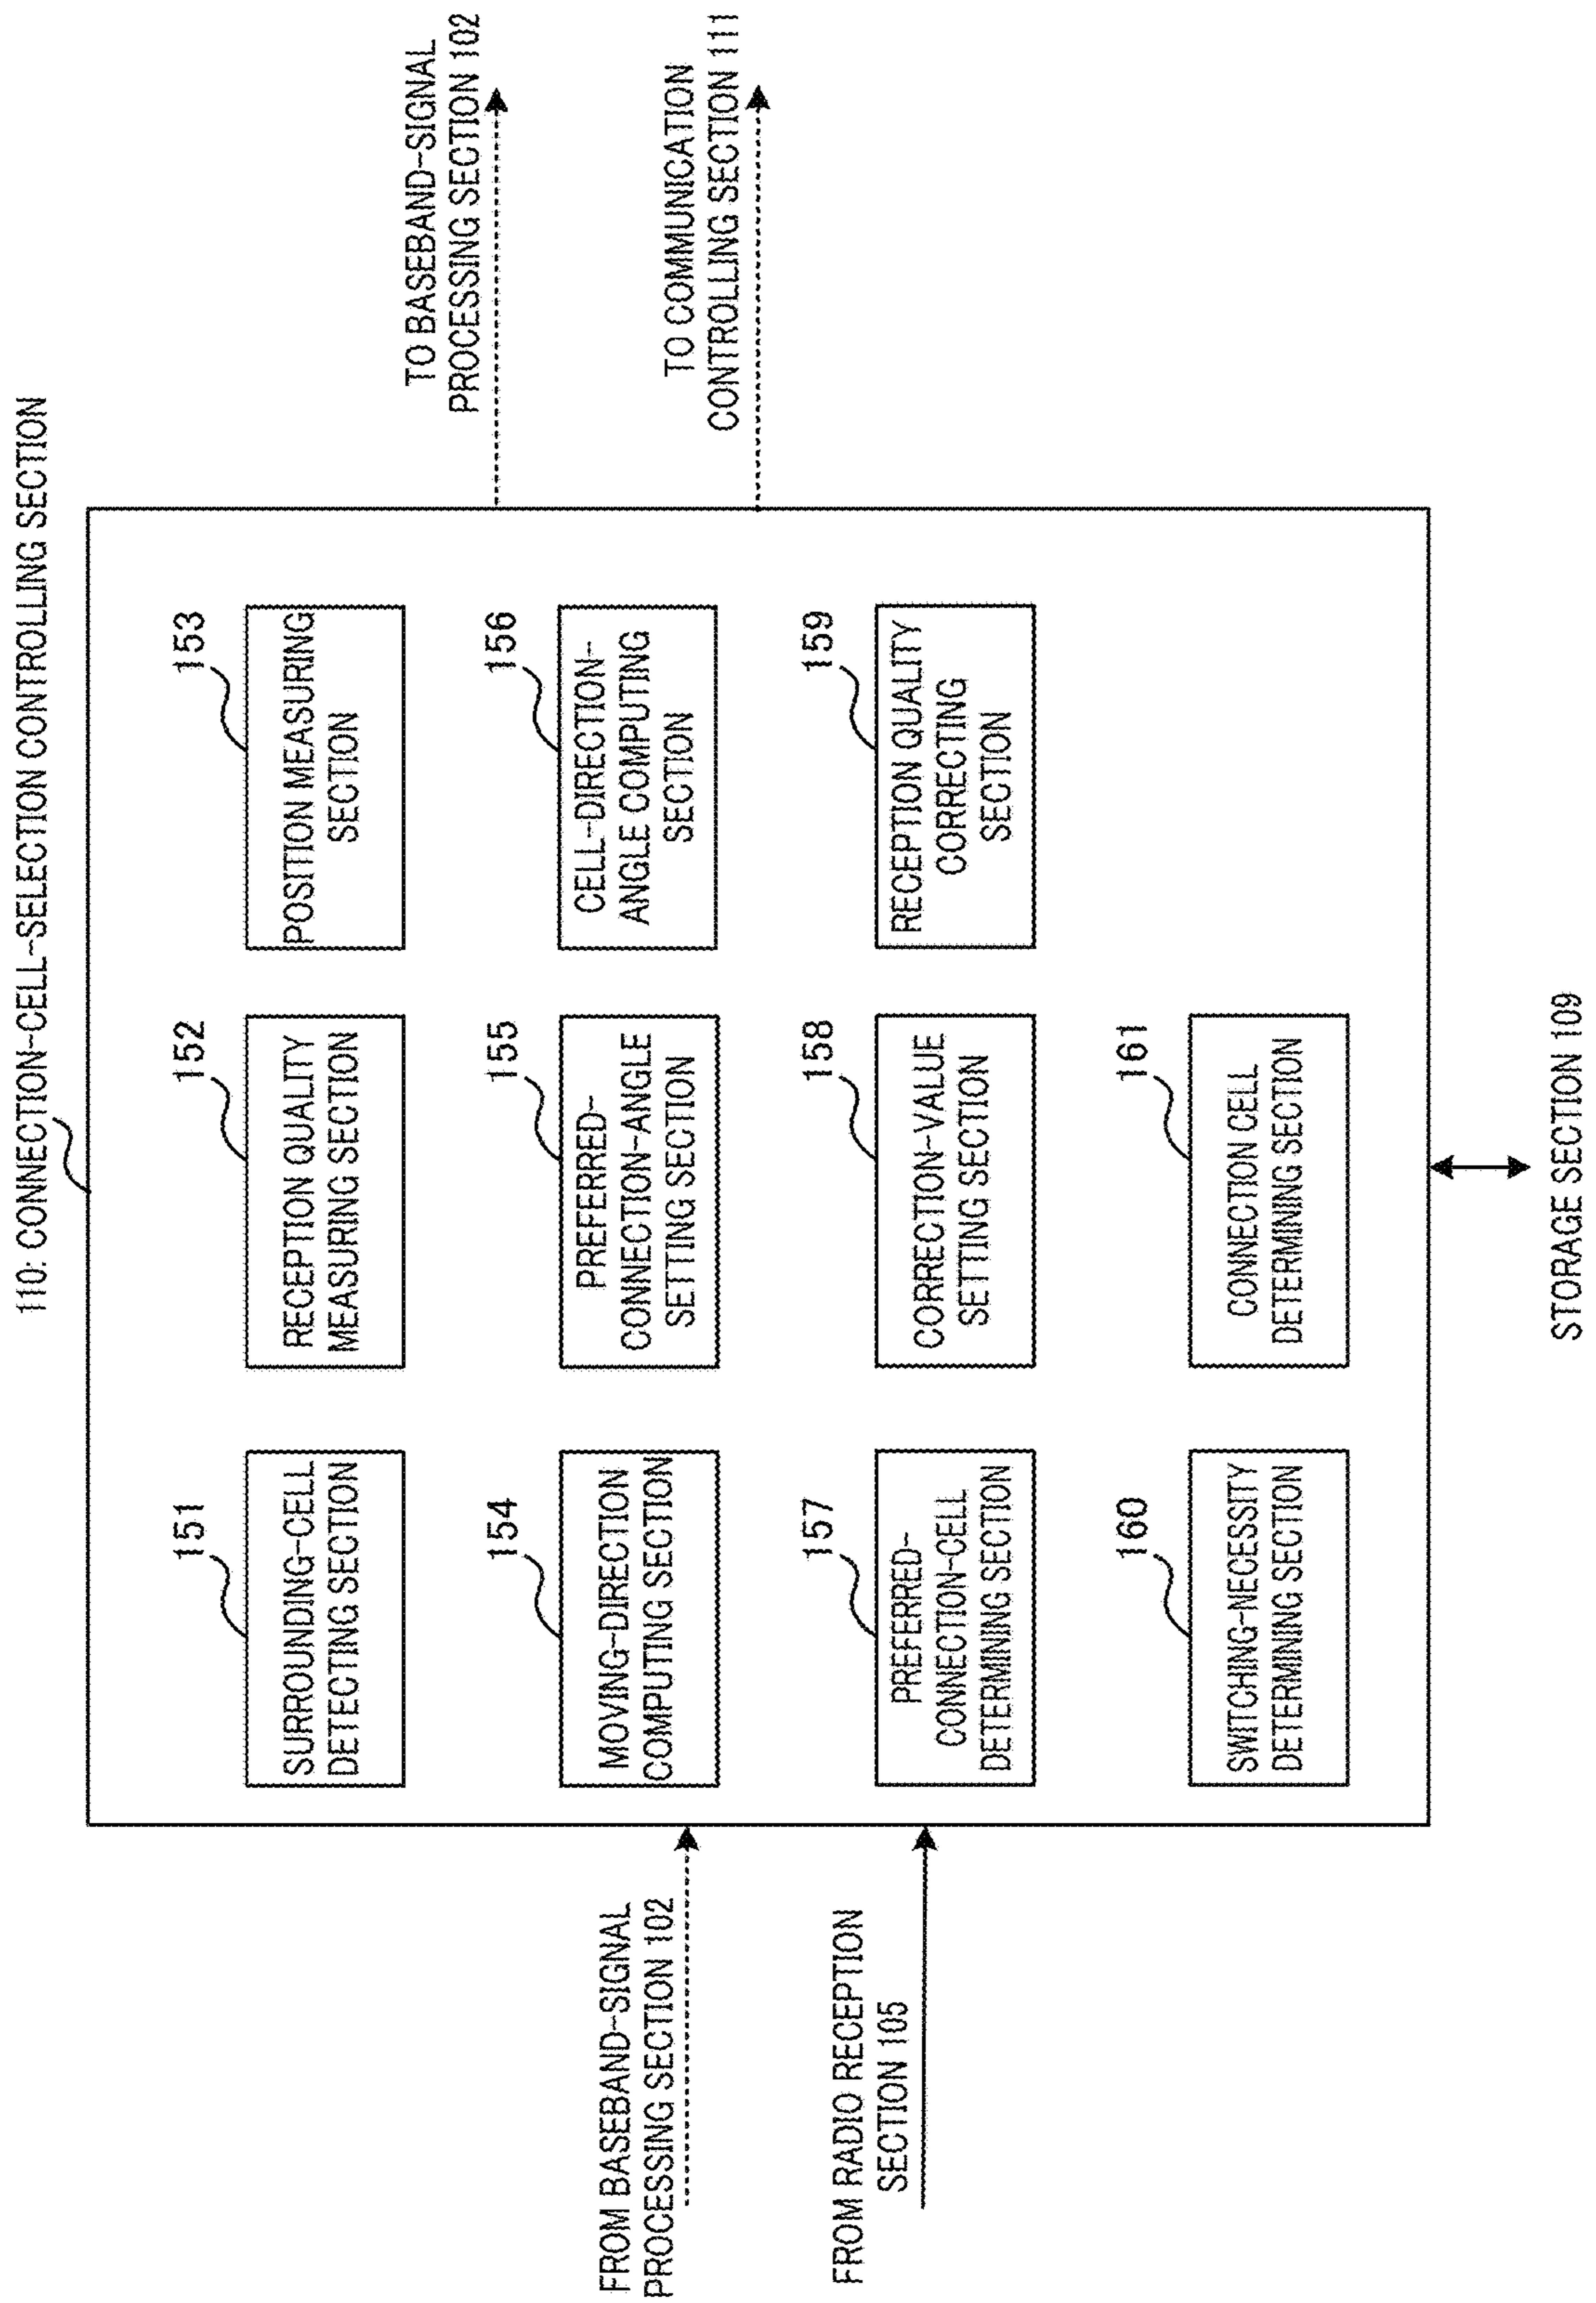 110: CONNECTION-CELL-SELECTION CONTROLLING SECTION
151
SURROUNDING-CELL
DETECTING SECTION
152
RECEPTION QUALITY
MEASURING SECTION
153
POSITION MEASURING
SECTION
154
MOVING-DIRECTION
COMPUTING SECTION
155
PREFERRED-
CONNECTION-ANGLE
SETTING SECTION
156
CELL-DIRECTION-
ANGLE COMPUTING
SECTION
157
PREFERRED-
CONNECTION-CELL
DETERMINING SECTION
158
CORRECTION-VALUE
SETTING SECTION
159
RECEPTION QUALITY
CORRECTING
SECTION
160
SWITCHING-NECESSITY
DETERMINING SECTION
161
CONNECTION CELL
DETERMINING SECTION
FROM BASEBAND-SIGNAL
PROCESSING SECTION 102
FROM RADIO RECEPTION
SECTION 105
TO BASEBAND-SIGNAL
PROCESSING SECTION 102
TO COMMUNICATION
CONTROLLING SECTION 111
STORAGE SECTION 109